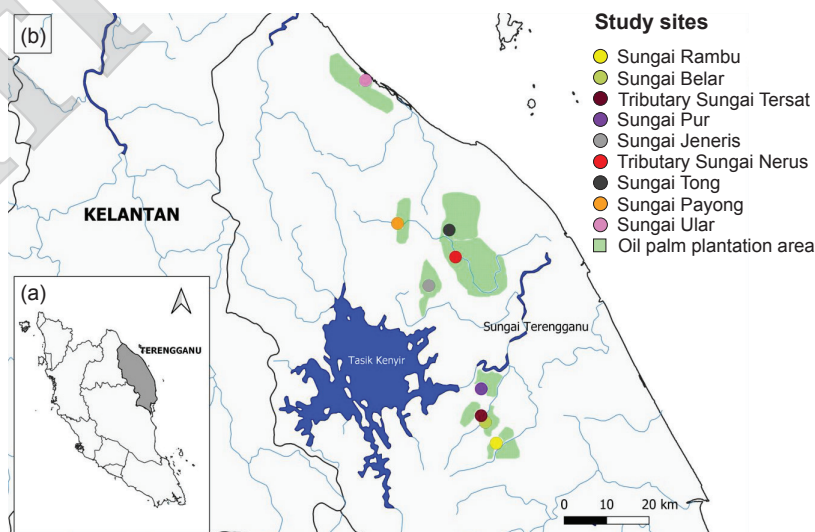 (b)
KELANTAN
(a)
TERENGGANU
Tasik Kenyir
Sungai Terengganu
0 10 20 km
Study sites
Sungai Rambu
Sungai Belar
Tributary Sungai Tersat
Sungai Pur
Sungai Jeneris
Tributary Sungai Nerus
Sungai Tong
Sungai Payong
Sungai Ular
Oil palm plantation area